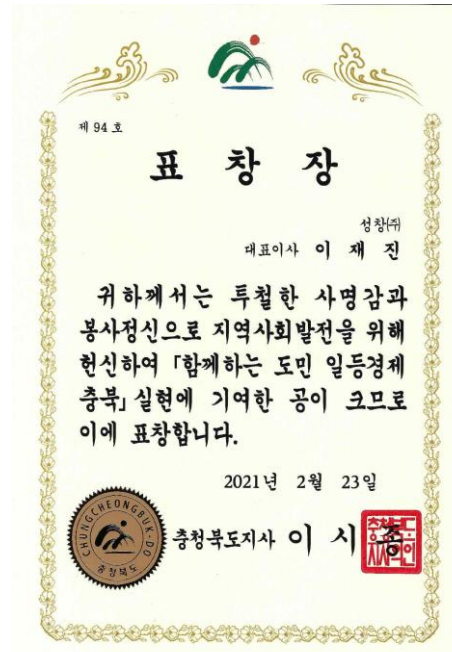 제 94 호
표 창 장
성창(주)
대표이사 이 재 진
귀하께서는 투철한 사명감과
봉사정신으로 지역사회발전을 위해
헌신하여 「함께하는 도민 일등경제
충북」실현에 기여한 공이 크므로
이에 표창합니다.
2021년 2월 23일
CHUNGCHEONGBUK-DO
충청북도
충청북도지사 이 시 종